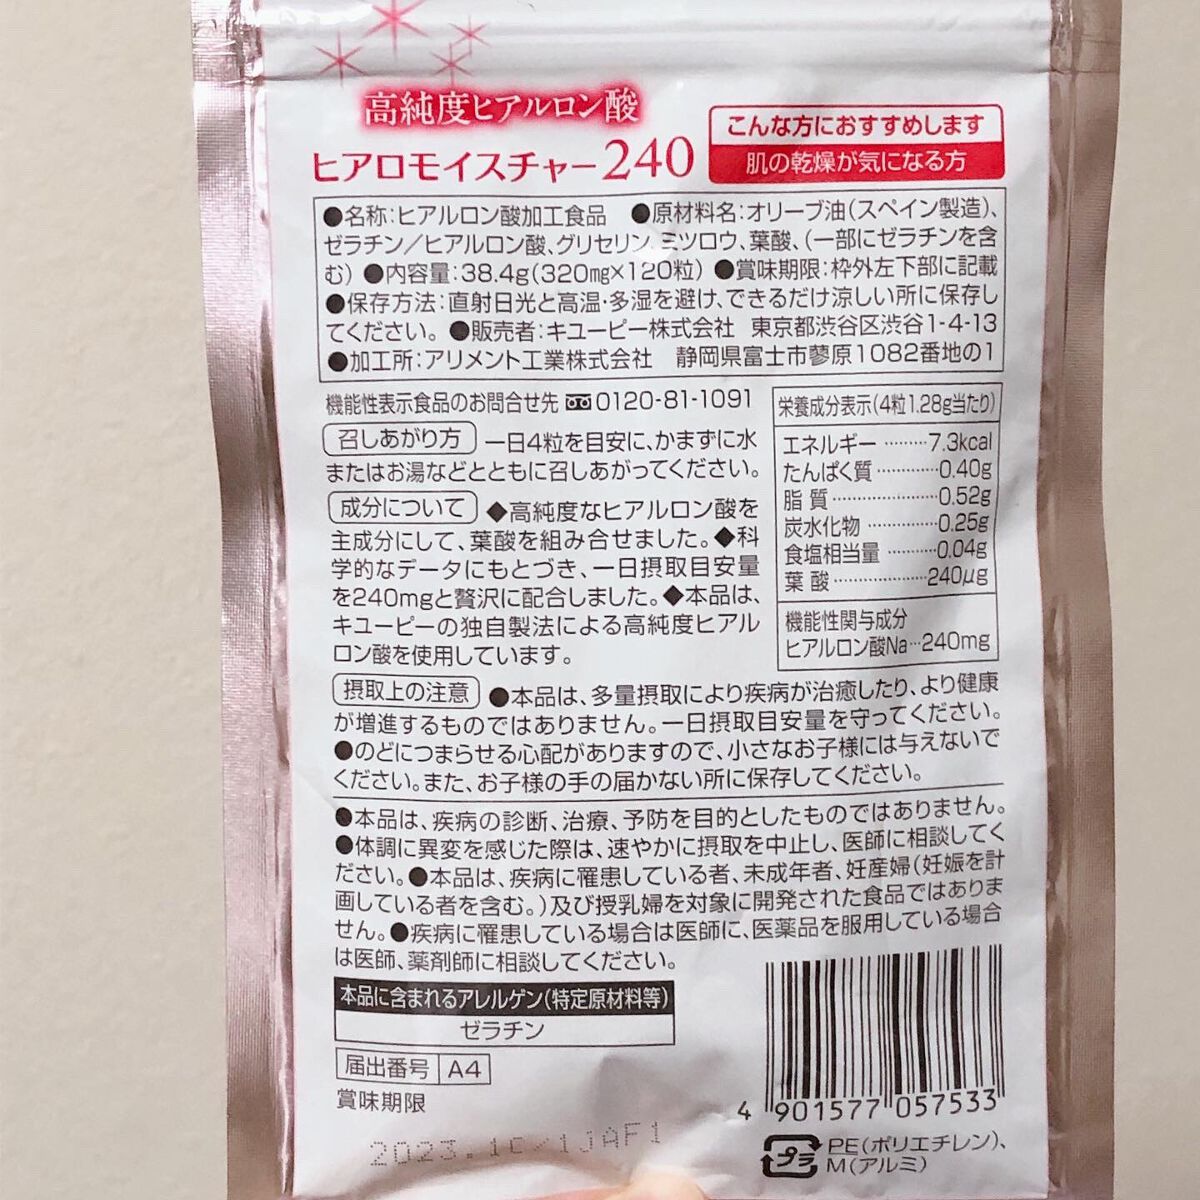 高純度ヒアルロン酸
ヒアロモイスチャー240
こんな方におすすめします
肌の乾燥が気になる方
●名称:ヒアルロン酸加工食品 ●原材料名:オリーブ油(スペイン製造)、
ゼラチン/ヒアルロン酸、グリセリン、ミツロウ、葉酸、(一部にゼラチンを含
む) ●内容量:38.4g(320mg×120粒) ●賞味期限:枠外左下部に記載
●保存方法:直射日光と高温・多湿を避け、できるだけ涼しい所に保存し
てください。 ●販売者:キユーピー株式会社 東京都渋谷区渋谷1-4-13
●加工所:アリメント工業株式会社 静岡県富士市蓼原1082番地の1
機能性表示食品のお問合せ先 0120-81-1091
召しあがり方 一日4粒を目安に、かまずに水
またはお湯などとともに召しあがってください。
成分について ◆高純度なヒアルロン酸を
主成分にして、葉酸を組み合せました。◆科
学的なデータにもとづき、一日摂取目安量
を240mgと贅沢に配合しました。◆本品は、
キユーピーの独自製法による高純度ヒアル
ロン酸を使用しています。
栄養成分表示(4粒1.28g当たり)
エネルギー………7.3kcal
たんぱく質…………0.40g
脂 質…………………0.52g
炭水化物……………0.25g
食塩相当量…………0.04g
葉 酸…………………240μg
機能性関与成分
ヒアルロン酸Na…240mg
摂取上の注意 ●本品は、多量摂取により疾病が治癒したり、より健康
が増進するものではありません。一日摂取目安量を守ってください。
●のどにつまらせる心配がありますので、小さなお子様には与えないで
ください。また、お子様の手の届かない所に保存してください。
●本品は、疾病の診断、治療、予防を目的としたものではありません。
●体調に異変を感じた際は、速やかに摂取を中止し、医師に相談してく
ださい。●本品は、疾病に罹患している者、未成年者、妊産婦(妊娠を計
画している者を含む。)及び授乳婦を対象に開発された食品ではありま
せん。●疾病に罹患している場合は医師に、医薬品を服用している場合
は医師、薬剤師に相談してください。
本品に含まれるアレルゲン(特定原材料等)
ゼラチン
届出番号 A4
賞味期限
2023.10/1JAF1
4 901577 057533
プラ
PE(ポリエチレン)、
M(アルミ)